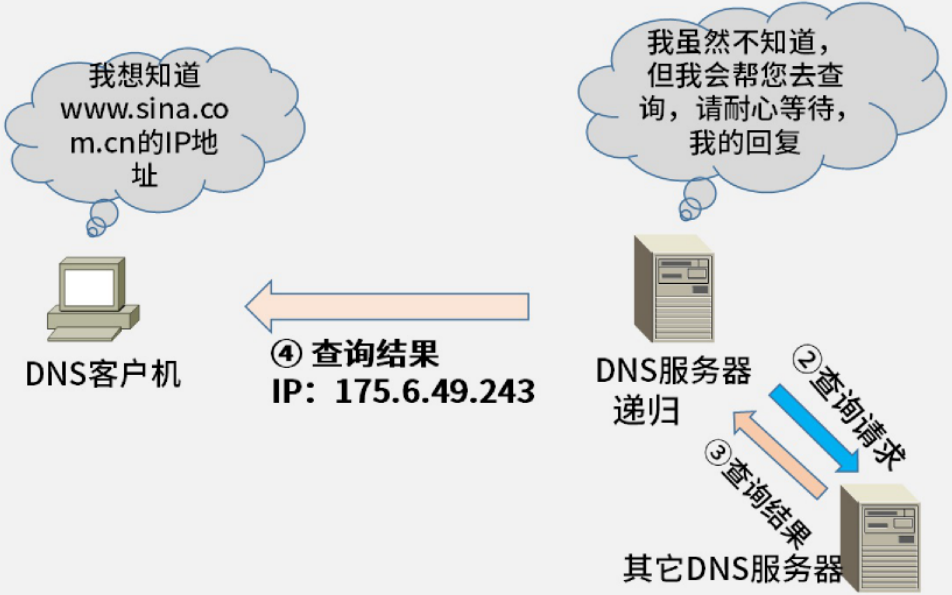 我想知道
www.sina.co
m.cn的IP地
址
我虽然不知道，
但我会帮您去查
询，请耐心等待，
我的回复
DNS客户机
④ 查询结果
IP：175.6.49.243
DNS服务器
递归
②查询请求
③查询结果
其它DNS服务器